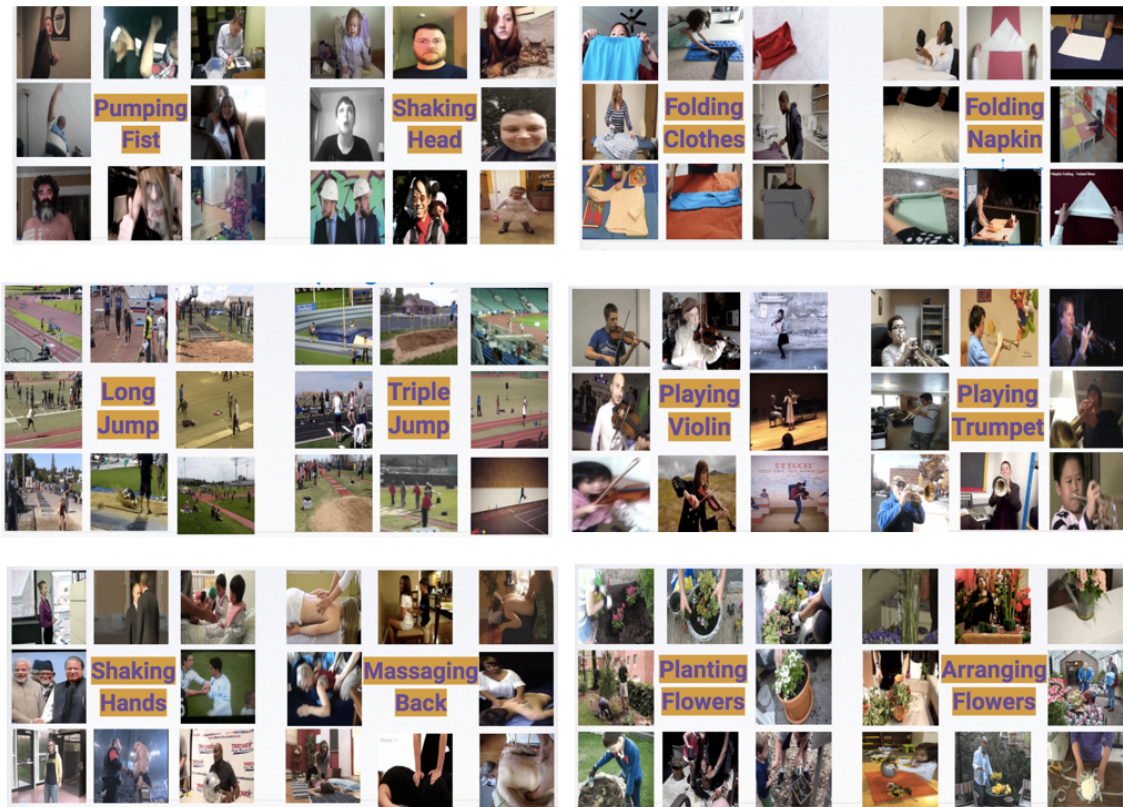 Pumping
Fist
Shaking
Head
Folding
Clothes
Folding
Napkin
Long
Jump
Triple
Jump
Playing
Violin
Playing
Trumpet
Shaking
Hands
Massaging
Back
Planting
Flowers
Arranging
Flowers